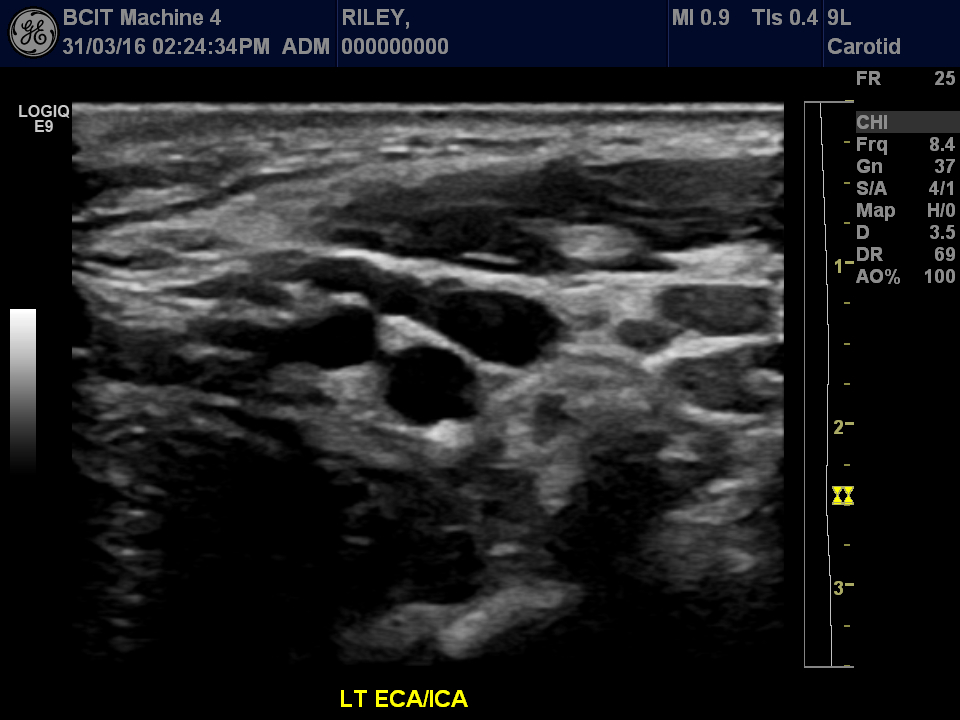 BCIT Machine 4
31/03/16 02:24:34PM ADM
RILEY,
000000000
MI 0.9 TIs 0.4
9L
Carotid
LOGIQ
E9
FR 25
CHI
Frq 8.4
Gn 37
S/A 4/1
Map H/0
D 3.5
DR 69
AO% 100
1
2
3
LT ECA/ICA